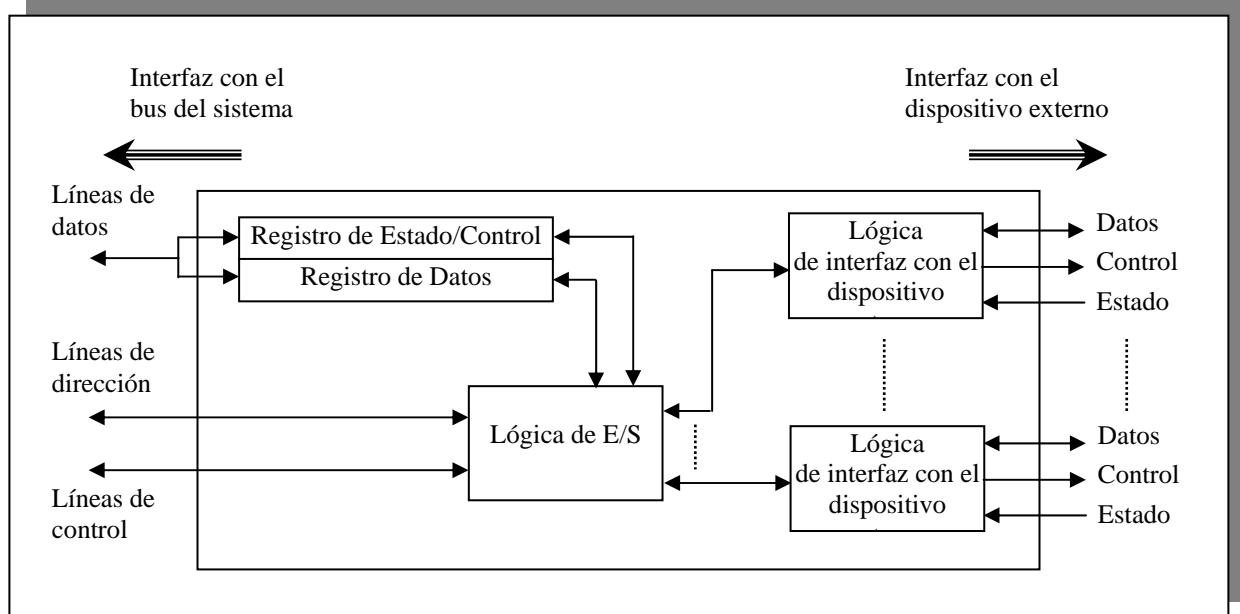 Interfaz con el
bus del sistema
Interfaz con el
dispositivo externo
Líneas de
datos
Registro de Estado/Control
Registro de Datos
Lógica
de interfaz con el
dispositivo
Datos
Control
Estado
Líneas de
dirección
Lógica de E/S
Lógica
de interfaz con el
dispositivo
Datos
Control
Estado
Líneas de
control